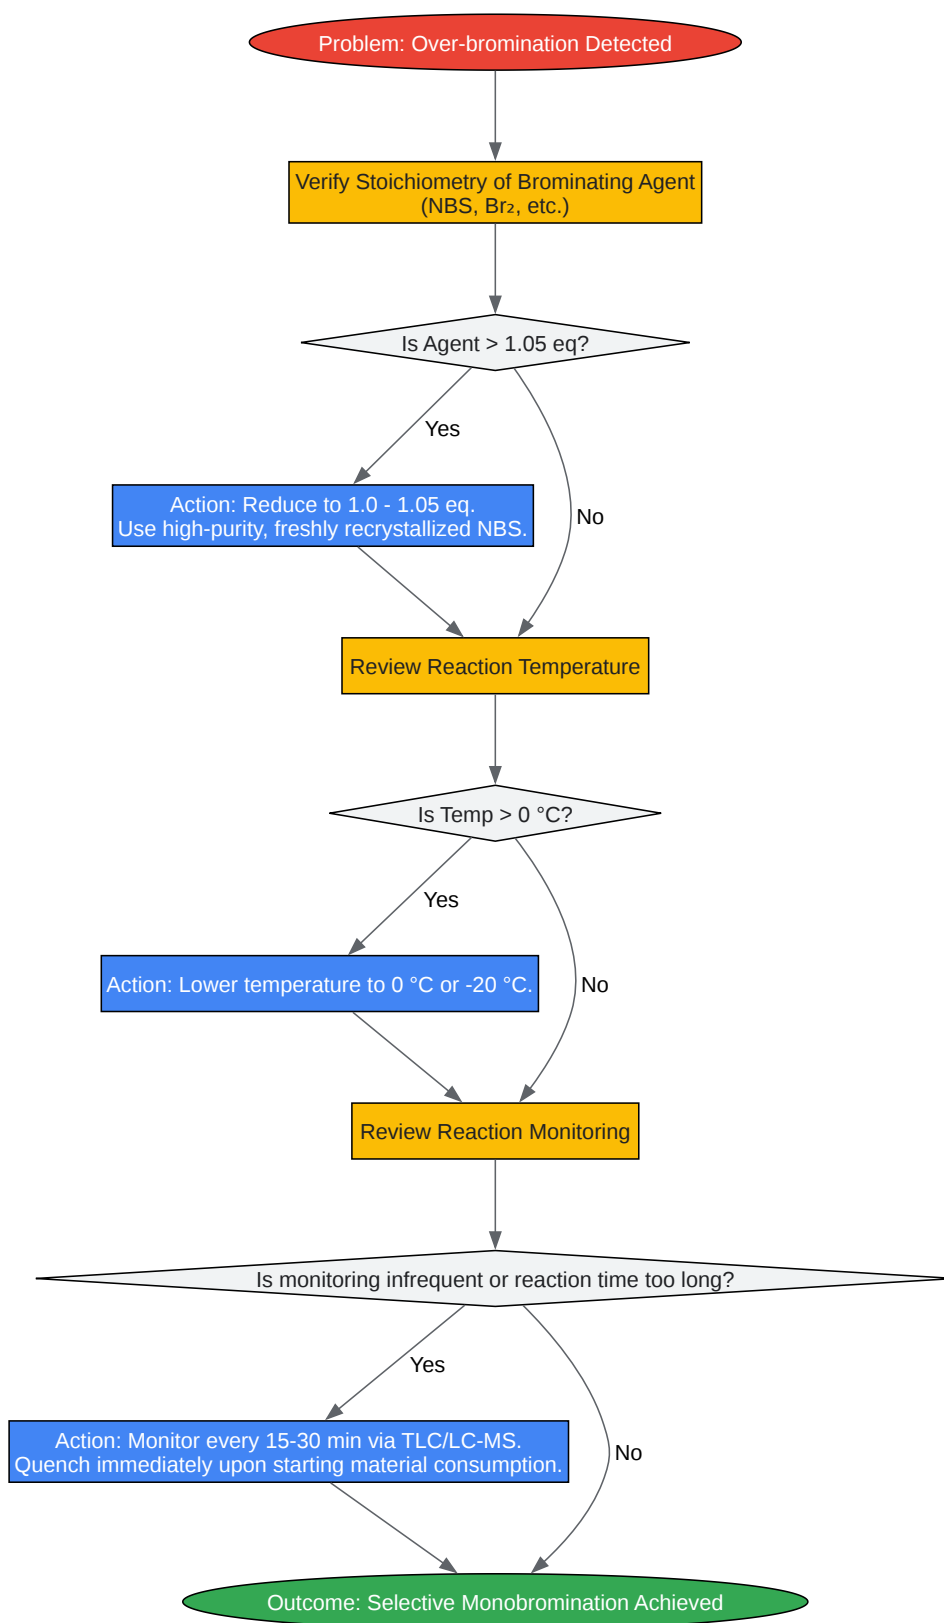 Problem: Over-bromination Detected
Verify Stoichiometry of Brominating Agent
(NBS, Br₂, etc.)
Is Agent > 1.05 eq?
Yes
Action: Reduce to 1.0 - 1.05 eq.
Use high-purity, freshly recrystallized NBS.
No
Review Reaction Temperature
Is Temp > 0 °C?
Yes
Action: Lower temperature to 0 °C or -20 °C.
No
Review Reaction Monitoring
Is monitoring infrequent or reaction time too long?
Yes
Action: Monitor every 15-30 min via TLC/LC-MS.
Quench immediately upon starting material consumption.
No
Outcome: Selective Monobromination Achieved